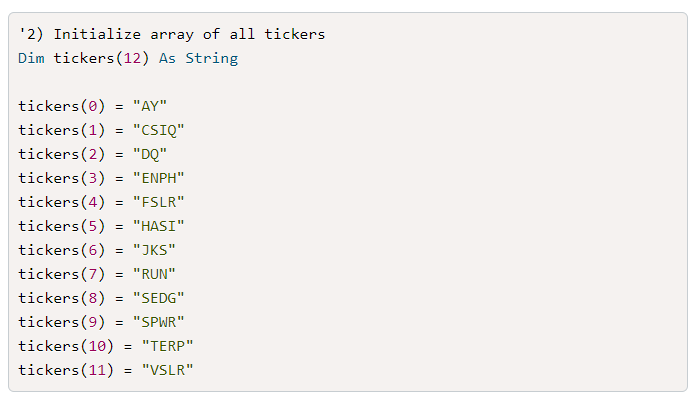 '2) Initialize array of all tickers
Dim tickers(12) As String
tickers(0) = "AY"
tickers(1) = "CSIQ"
tickers(2) = "DQ"
tickers(3) = "ENPH"
tickers(4) = "FSLR"
tickers(5) = "HASI"
tickers(6) = "JKS"
tickers(7) = "RUN"
tickers(8) = "SEDG"
tickers(9) = "SPWR"
tickers(10) = "TERP"
tickers(11) = "VSLR"